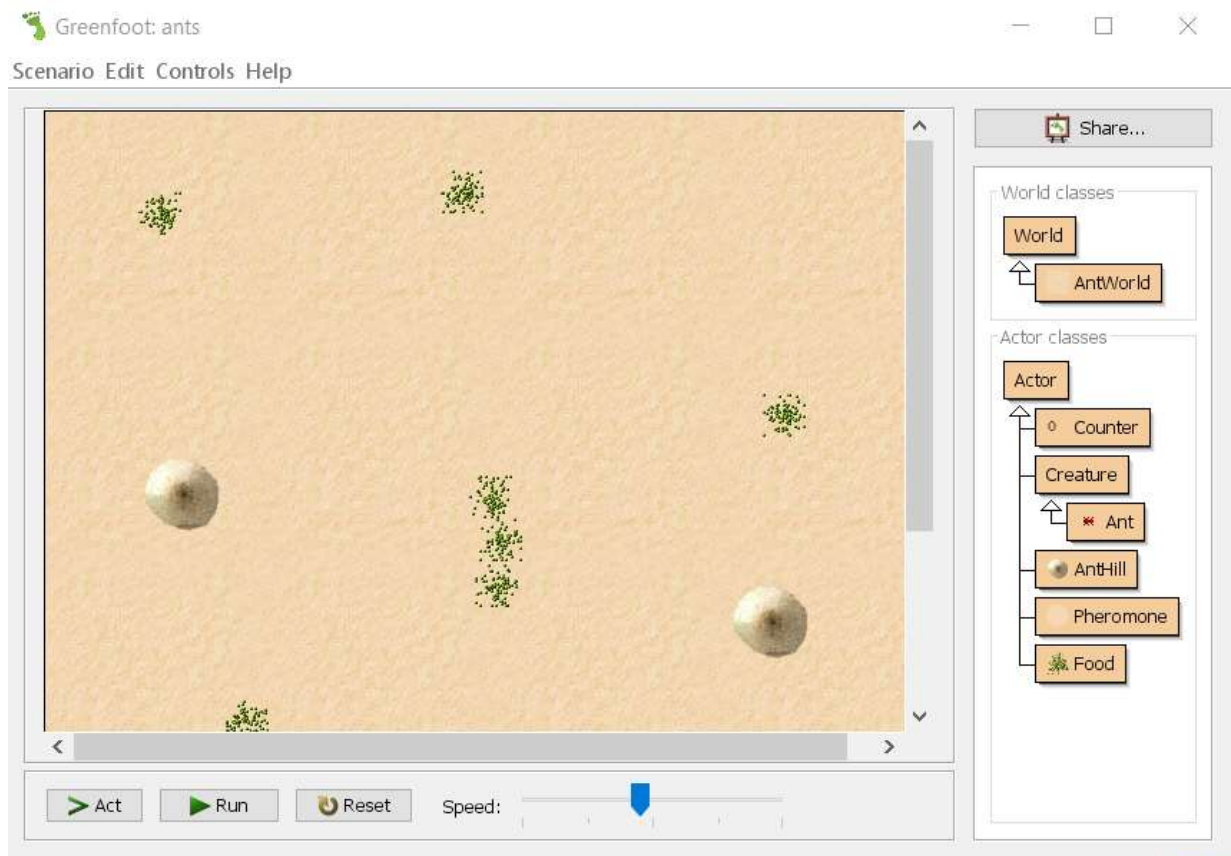 Greenfoot: ants
Scenario Edit Controls Help
Share...
World classes
World
AntWorld
Actor classes
Actor
0 Counter
Creature
Ant
AntHill
Pheromone
Food
Act Run Reset Speed: